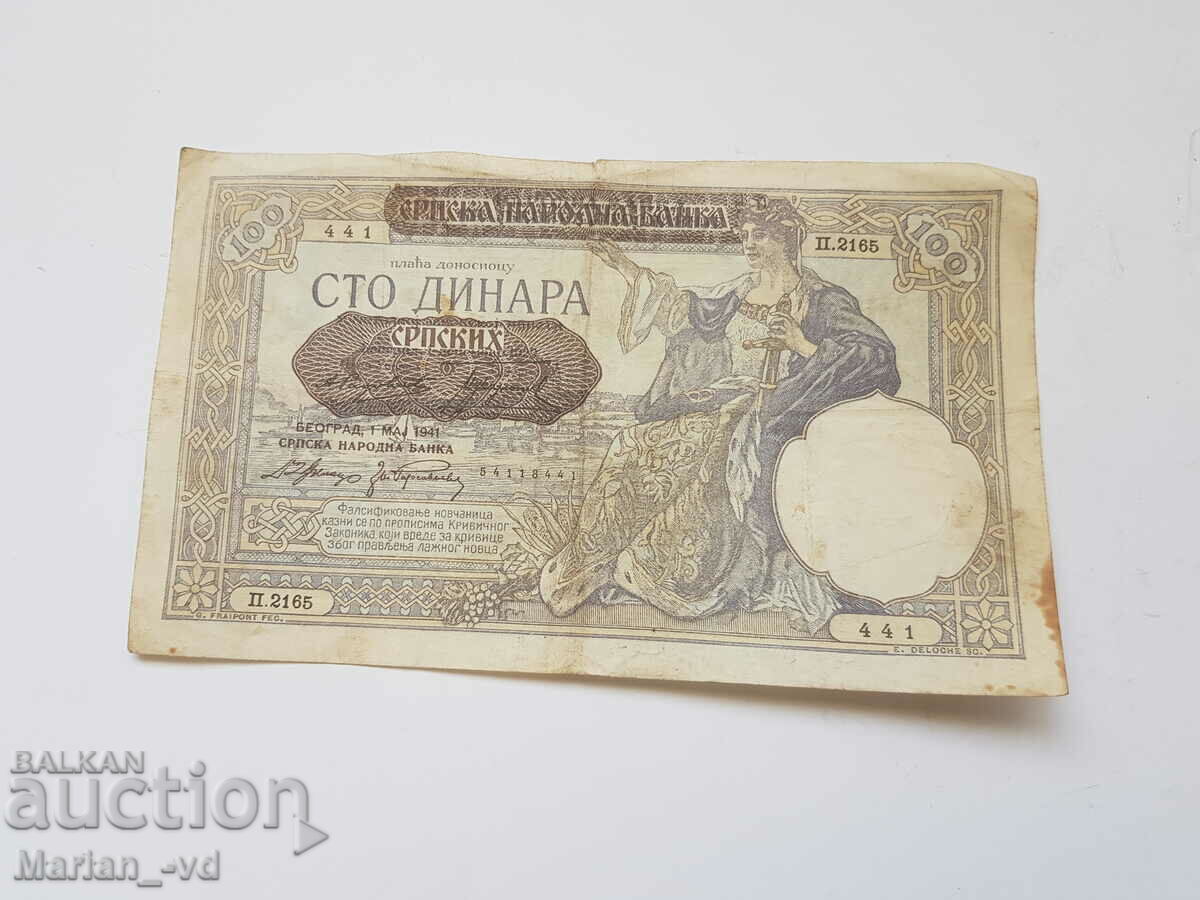 СРПСКА НАРОДНА БАНКА
100
441
П.2165
100
плаћа доносиоцу
СТО ДИНАРА
СРПСКИХ
БЕОГРАД, 1 МАЈ 1941
СРПСКА НАРОДНА БАНКА
54118441
Фалсификовање новчаница
казни се по прописима Кривичног
Законика који вреде за кривице
због прављења лажног новца
П.2165
441
G. FRAIPONT FEC.
E. DELOCHE SC.
BALKAN
auction
Marian_-vd